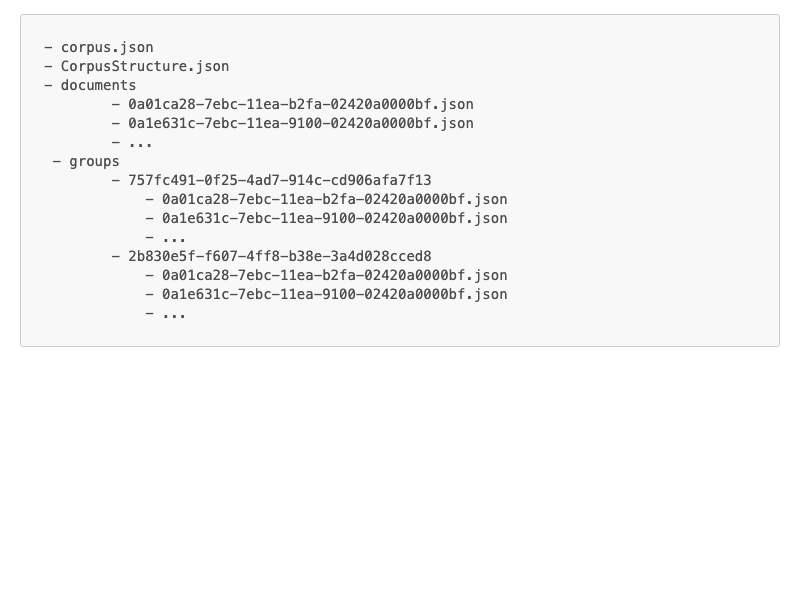 - corpus.json
- CorpusStructure.json
- documents
        - 0a01ca28-7ebc-11ea-b2fa-02420a0000bf.json
        - 0a1e631c-7ebc-11ea-9100-02420a0000bf.json
        - ...
 - groups
        - 757fc491-0f25-4ad7-914c-cd906afa7f13
            - 0a01ca28-7ebc-11ea-b2fa-02420a0000bf.json
            - 0a1e631c-7ebc-11ea-9100-02420a0000bf.json
            - ...
        - 2b830e5f-f607-4ff8-b38e-3a4d028cced8
            - 0a01ca28-7ebc-11ea-b2fa-02420a0000bf.json
            - 0a1e631c-7ebc-11ea-9100-02420a0000bf.json
            - ...